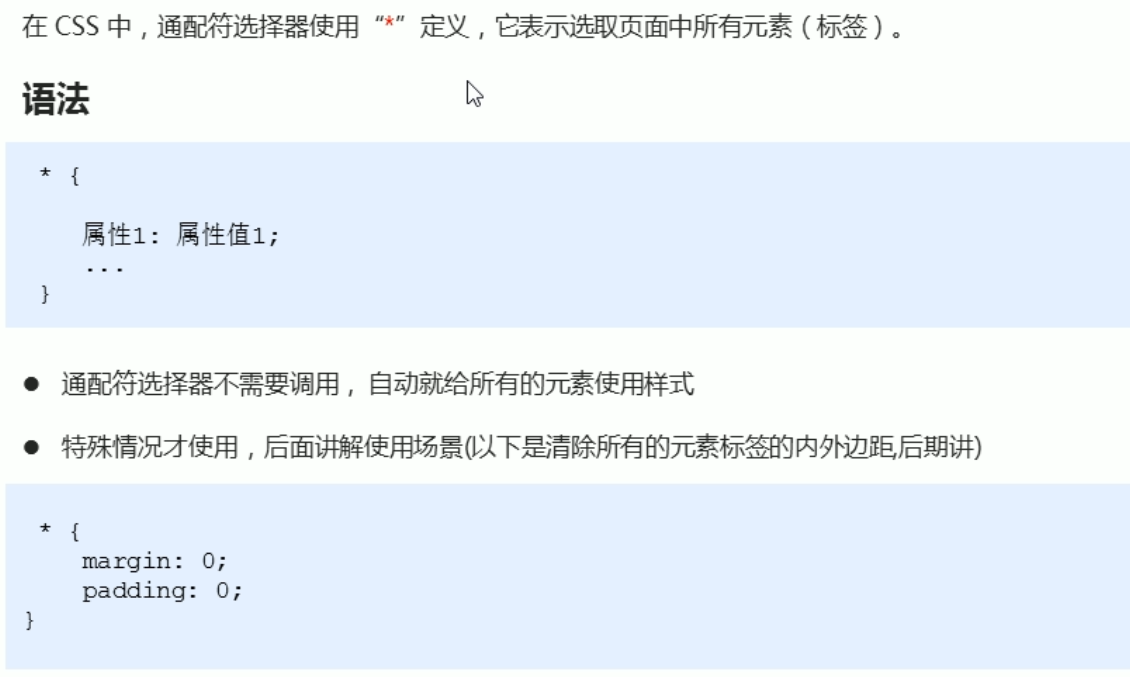 在 CSS 中，通配符选择器使用“*”定义，它表示选取页面中所有元素（标签）。
语法
* {
属性1: 属性值1;
...
}
● 通配符选择器不需要调用， 自动就给所有的元素使用样式
● 特殊情况才使用，后面讲解使用场景(以下是清除所有的元素标签的内外边距,后期讲)
* {
margin: 0;
padding: 0;
}